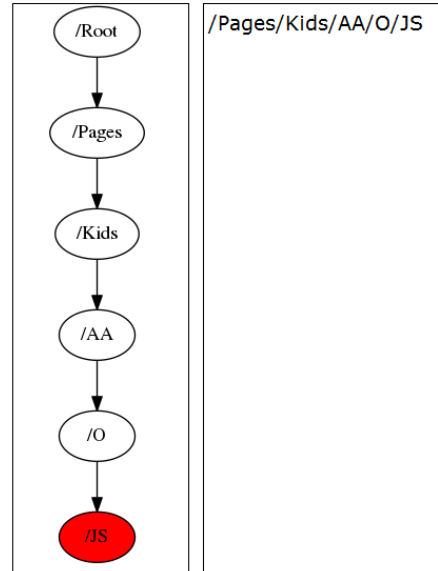 /Root
/Pages
/Kids
/AA
/O
/JS
/Pages/Kids/AA/O/JS